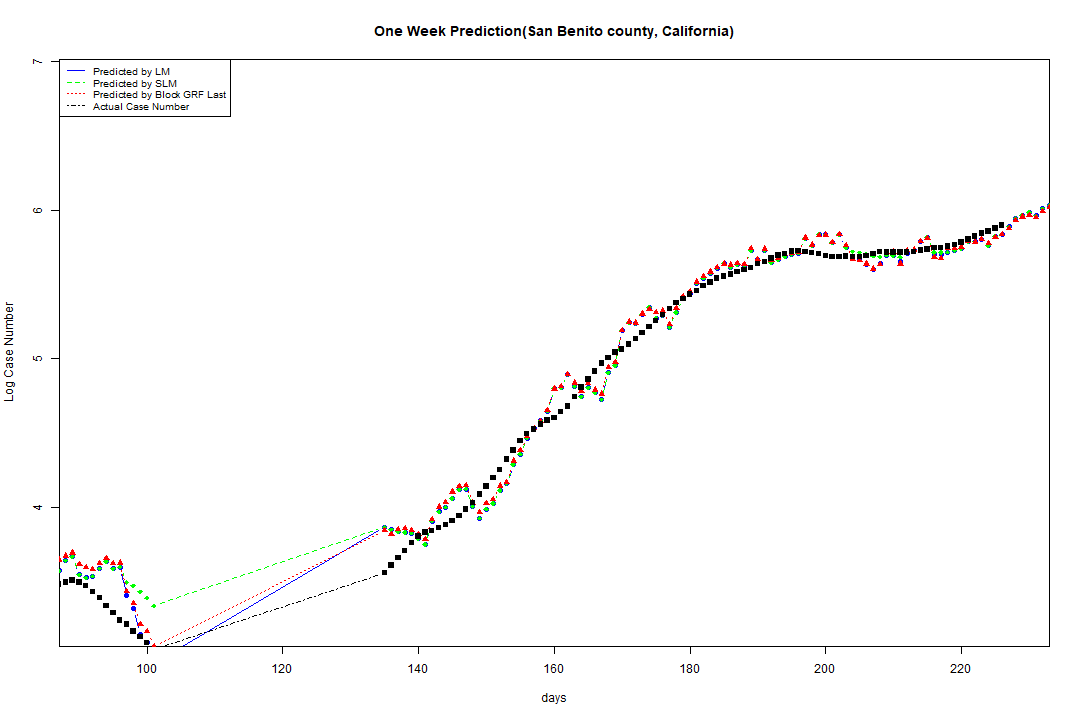 One Week Prediction(San Benito county, California)
Predicted by LM
Predicted by SLM
Predicted by Block GRF Last
Actual Case Number
7
6
5
4
Log Case Number
100 120 140 160 180 200 220
days